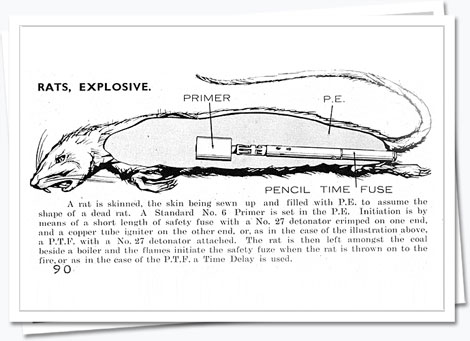 RATS, EXPLOSIVE.
PRIMER
P.E.
PENCIL TIME FUSE
A rat is skinned, the skin being sewn up and filled with P.E. to assume the
shape of a dead rat. A Standard No. 6 Primer is set in the P.E. Initiation is by
means of a short length of safety fuse with a No. 27 detonator crimped on one end,
and a copper tube igniter on the other end, or, as in the case of the illustration above,
a P.T.F. with a No. 27 detonator attached. The rat is then left amongst the coal
beside a boiler and the flames initiate the safety fuze when the rat is thrown on to the
fire, or as in the case of the P.T.F. a Time Delay is used.
90